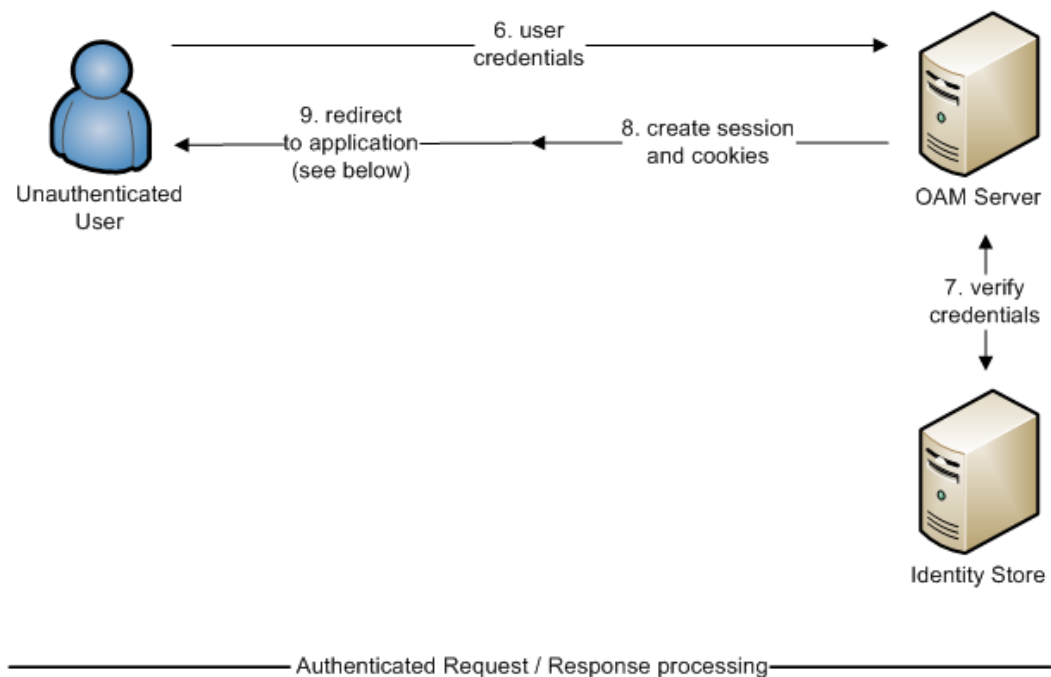 6. user
credentials
9. redirect
to application
(see below)
8. create session
and cookies
Unauthenticated
User
OAM Server
7. verify
credentials
Identity Store
Authenticated Request / Response processing